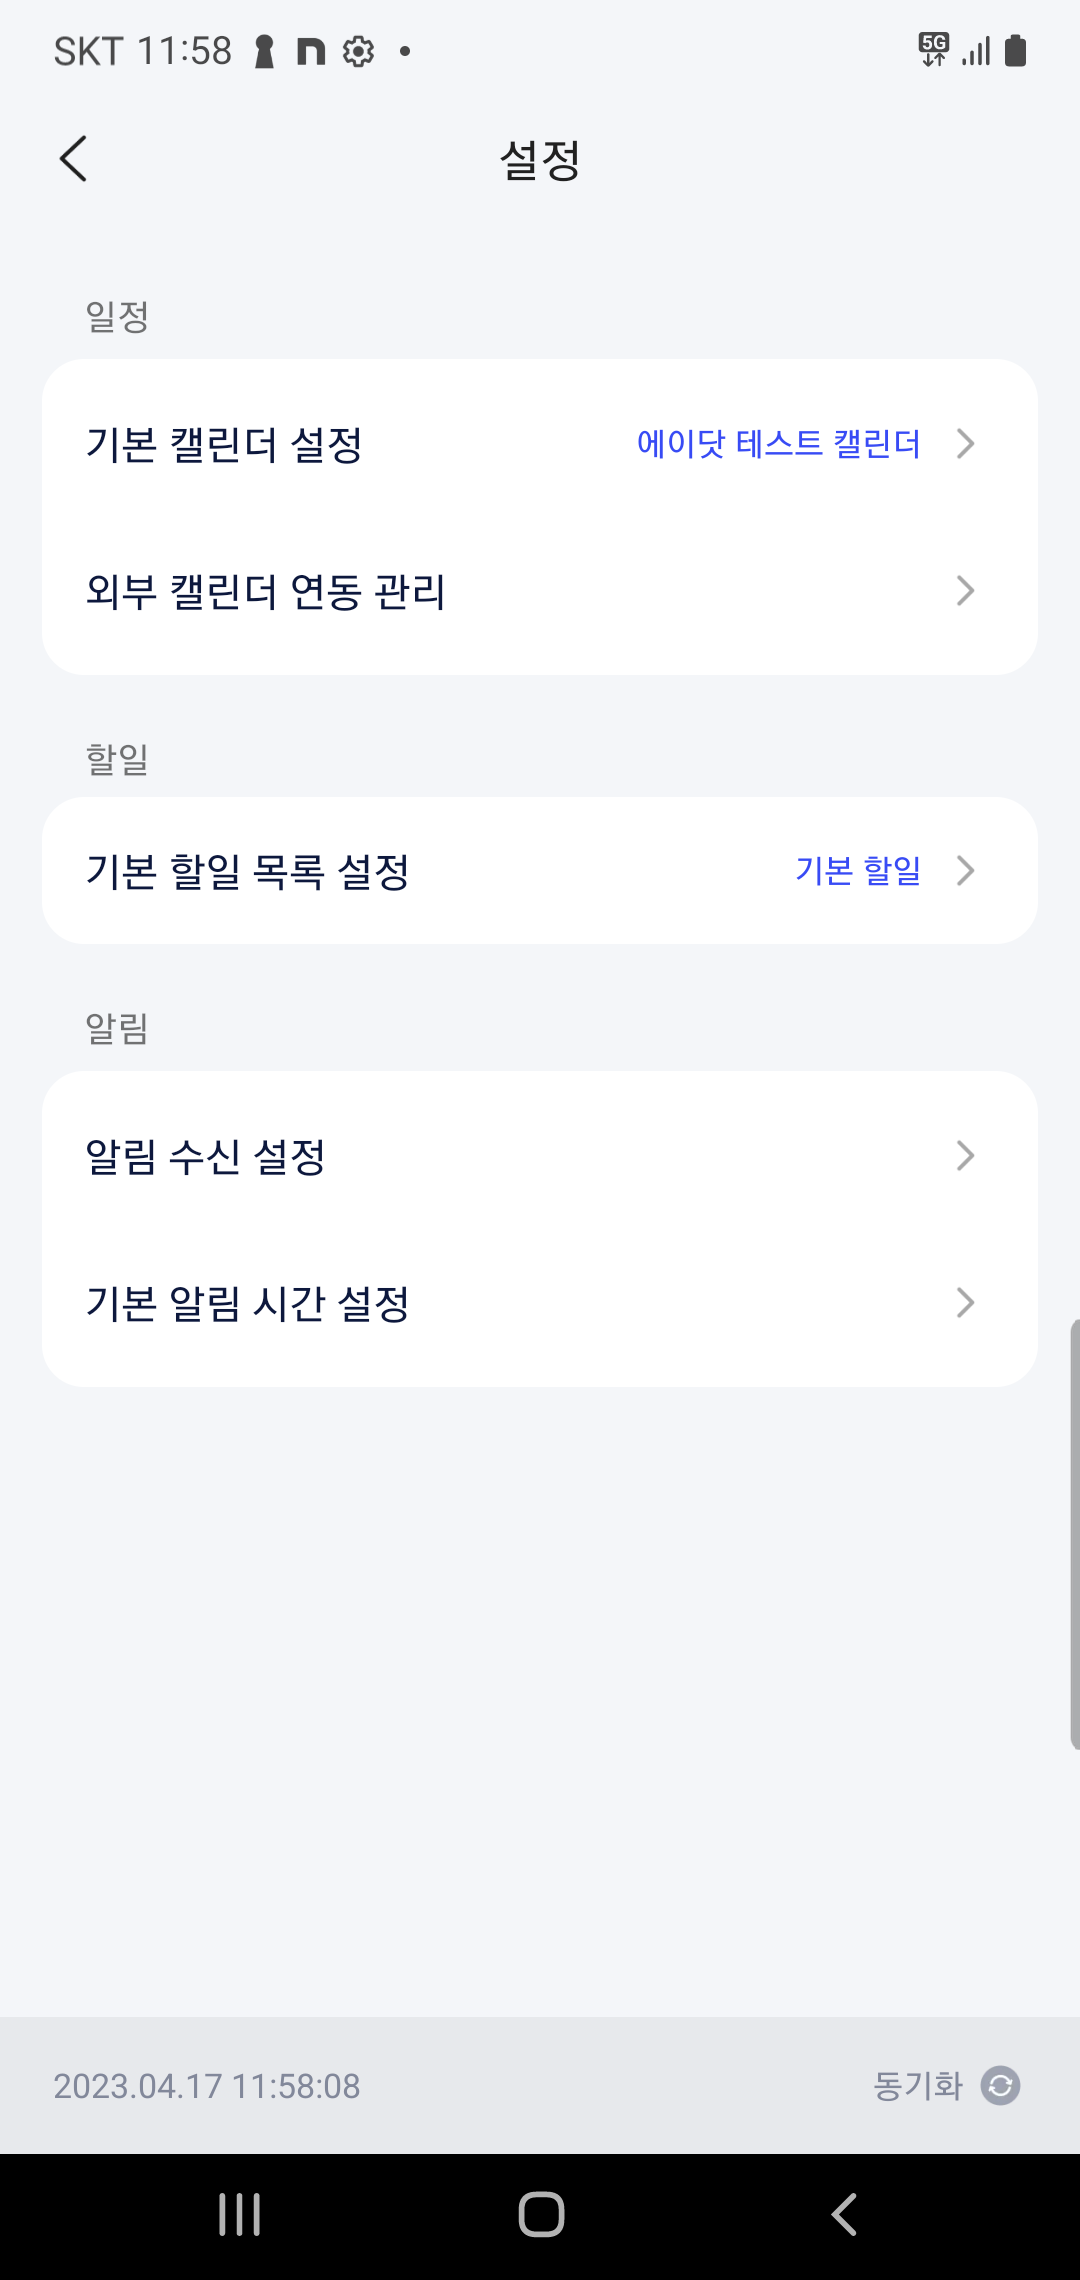 SKT 11:58
5G
설정
일정
기본 캘린더 설정 에이닷 테스트 캘린더
외부 캘린더 연동 관리
할일
기본 할일 목록 설정 기본 할일
알림
알림 수신 설정
기본 알림 시간 설정
2023.04.17 11:58:08 동기화